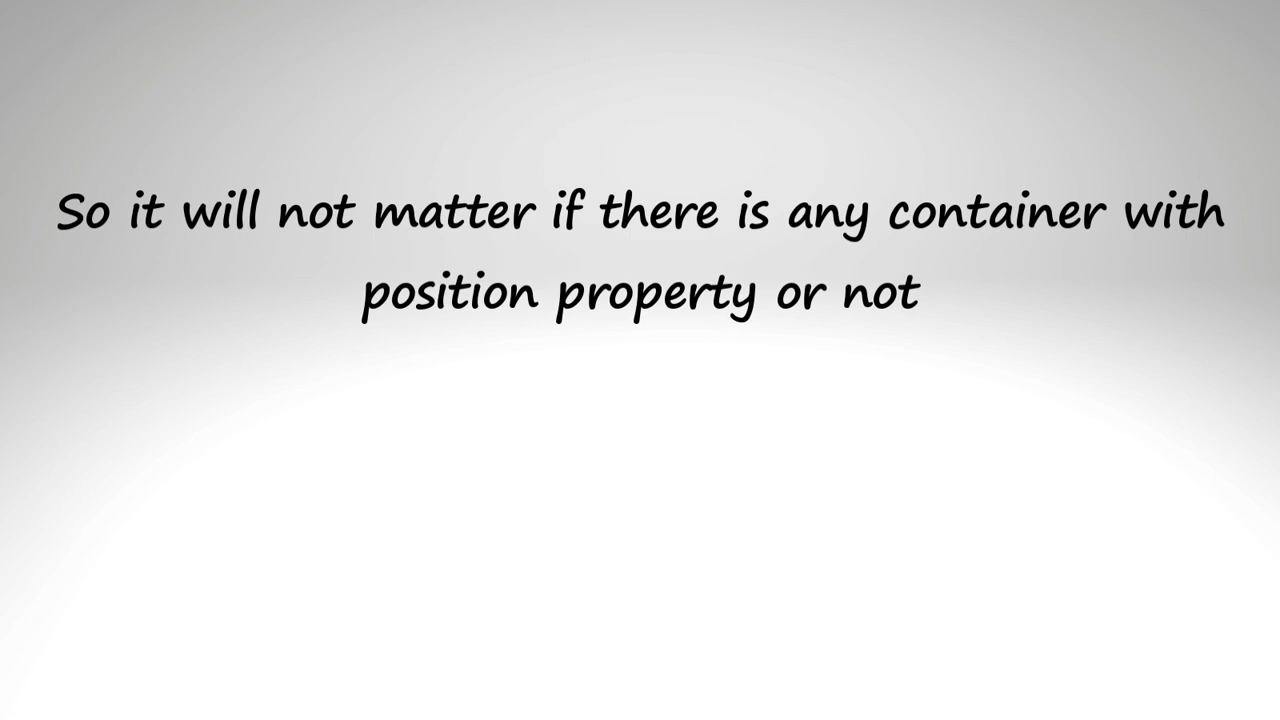 So it will not matter if there is any container with
position property or not